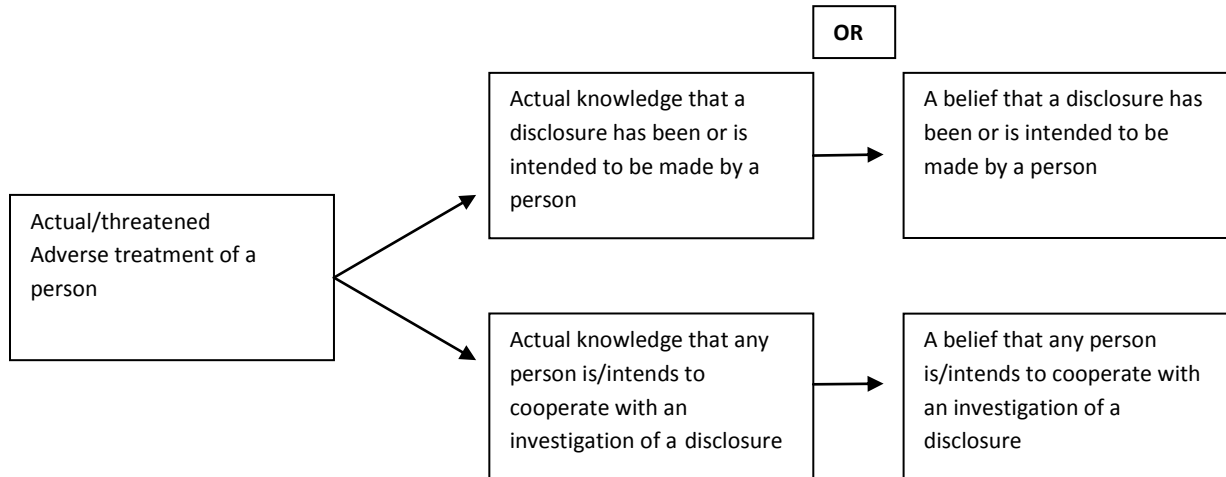 OR
Actual knowledge that a
disclosure has been or is
intended to be made by a
person
A belief that a disclosure has
been or is intended to be
made by a person
Actual/threatened
Adverse treatment of a
person
Actual knowledge that any
person is/intends to
cooperate with an
investigation of a disclosure
A belief that any person
is/intends to cooperate with
an investigation of a
disclosure